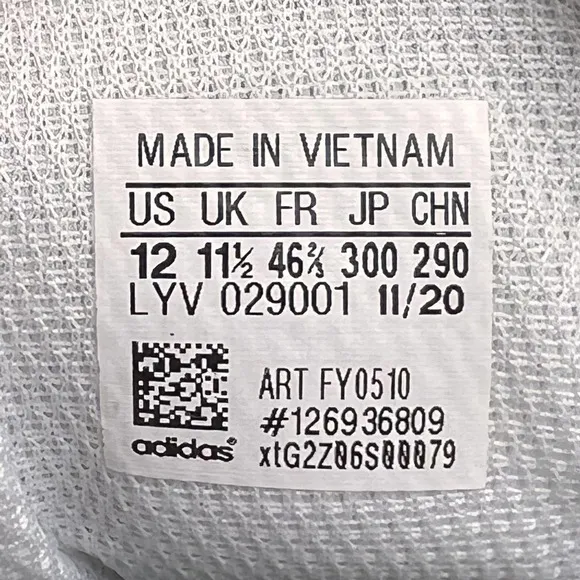 MADE IN VIETNAM
US UK FR JP CHN
12 11½ 46⅔ 300 290
LYV 029001 11/20
ART FY0510
#126936809
adidas® xtG2Z06S00079